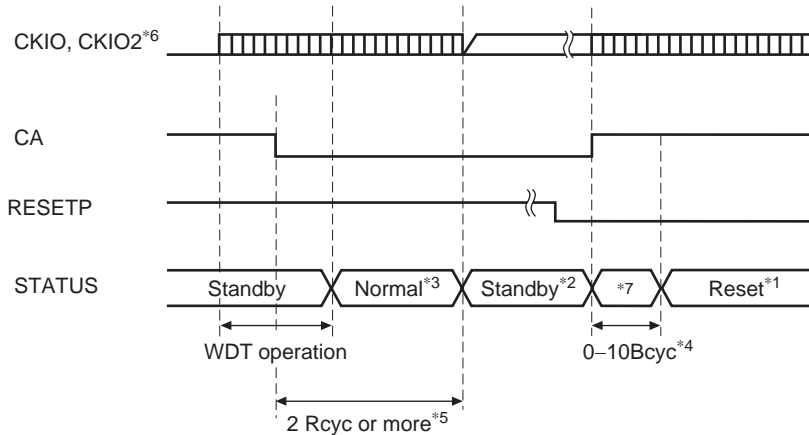 CKIO, CKIO2*6
CA
RESETP
STATUS
Standby
Normal*3
Standby*2
*7
Reset*1
WDT operation
0–10Bcyc*4
2 Rcyc or more*5